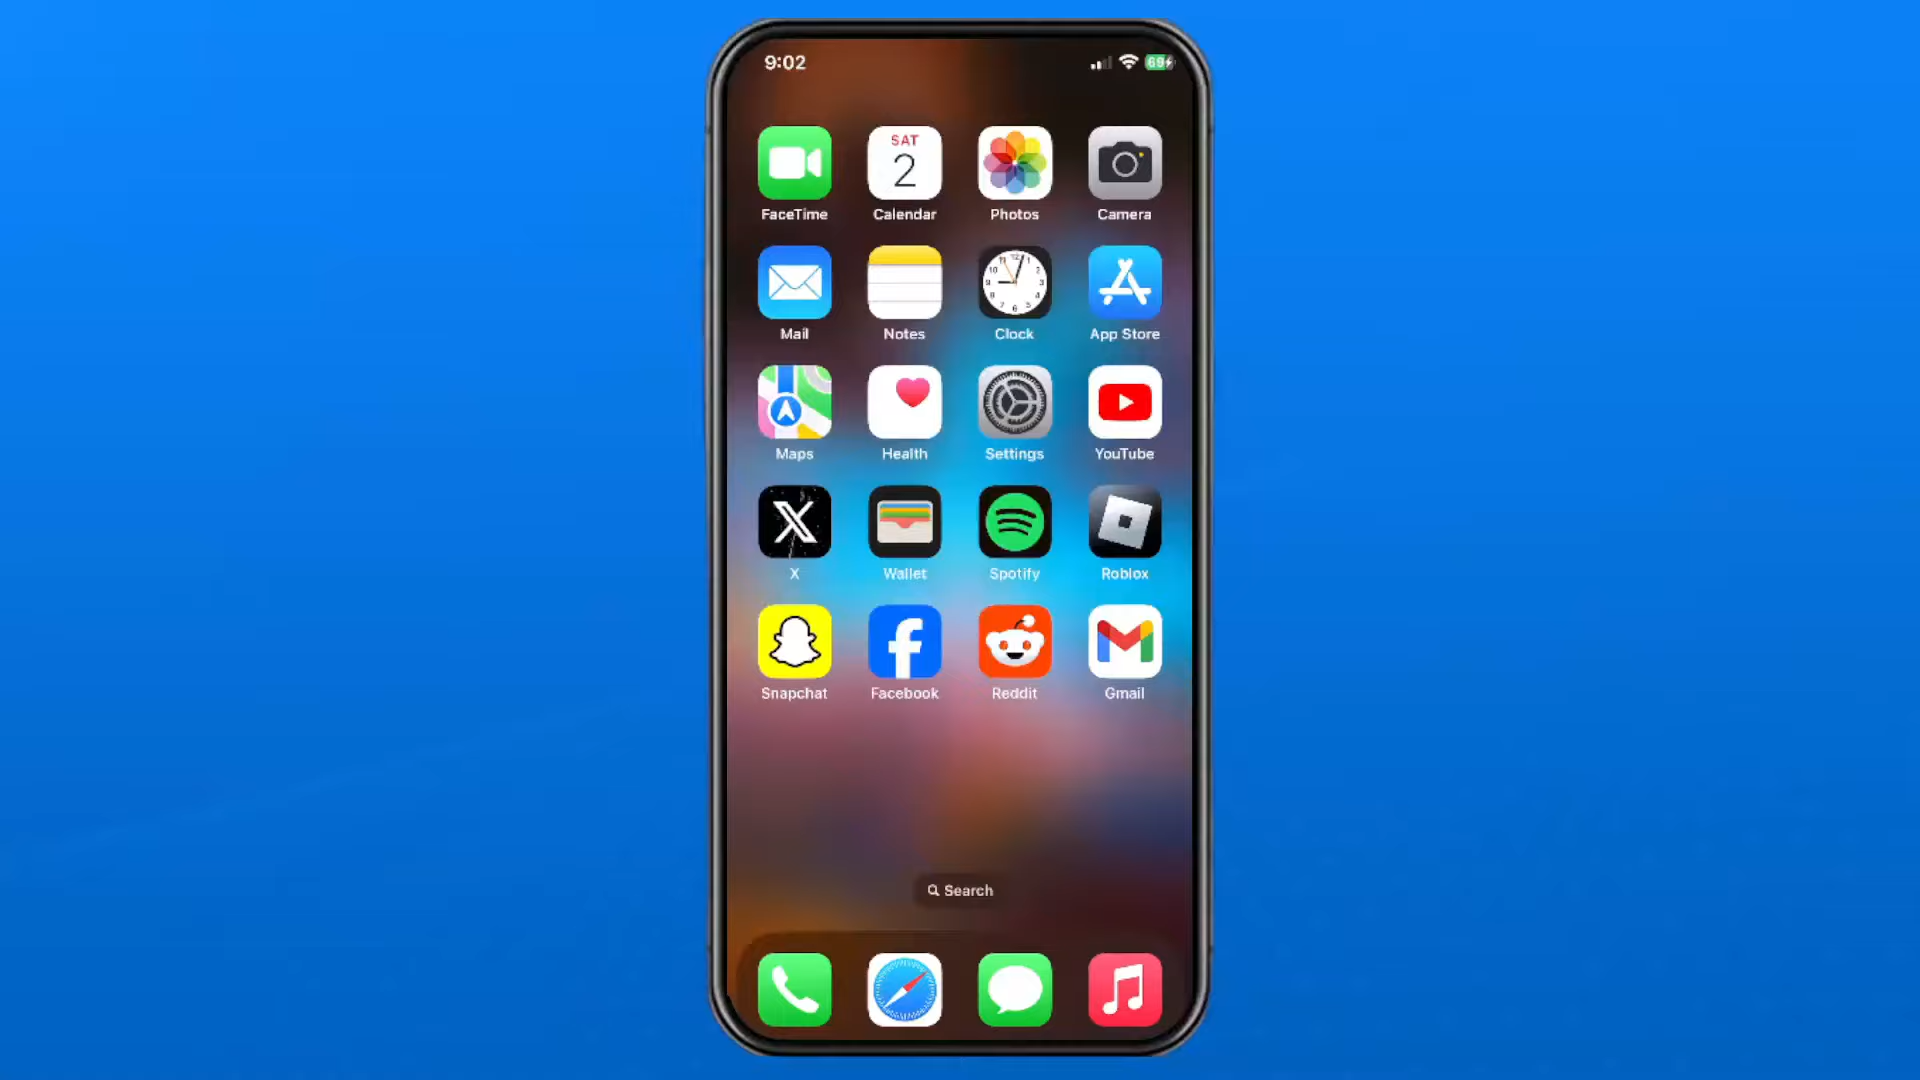 9:02
69
SAT
2
FaceTime Calendar Photos Camera
Mail Notes Clock App Store
Maps Health Settings YouTube
X Wallet Spotify Roblox
Snapchat Facebook Reddit Gmail
Search